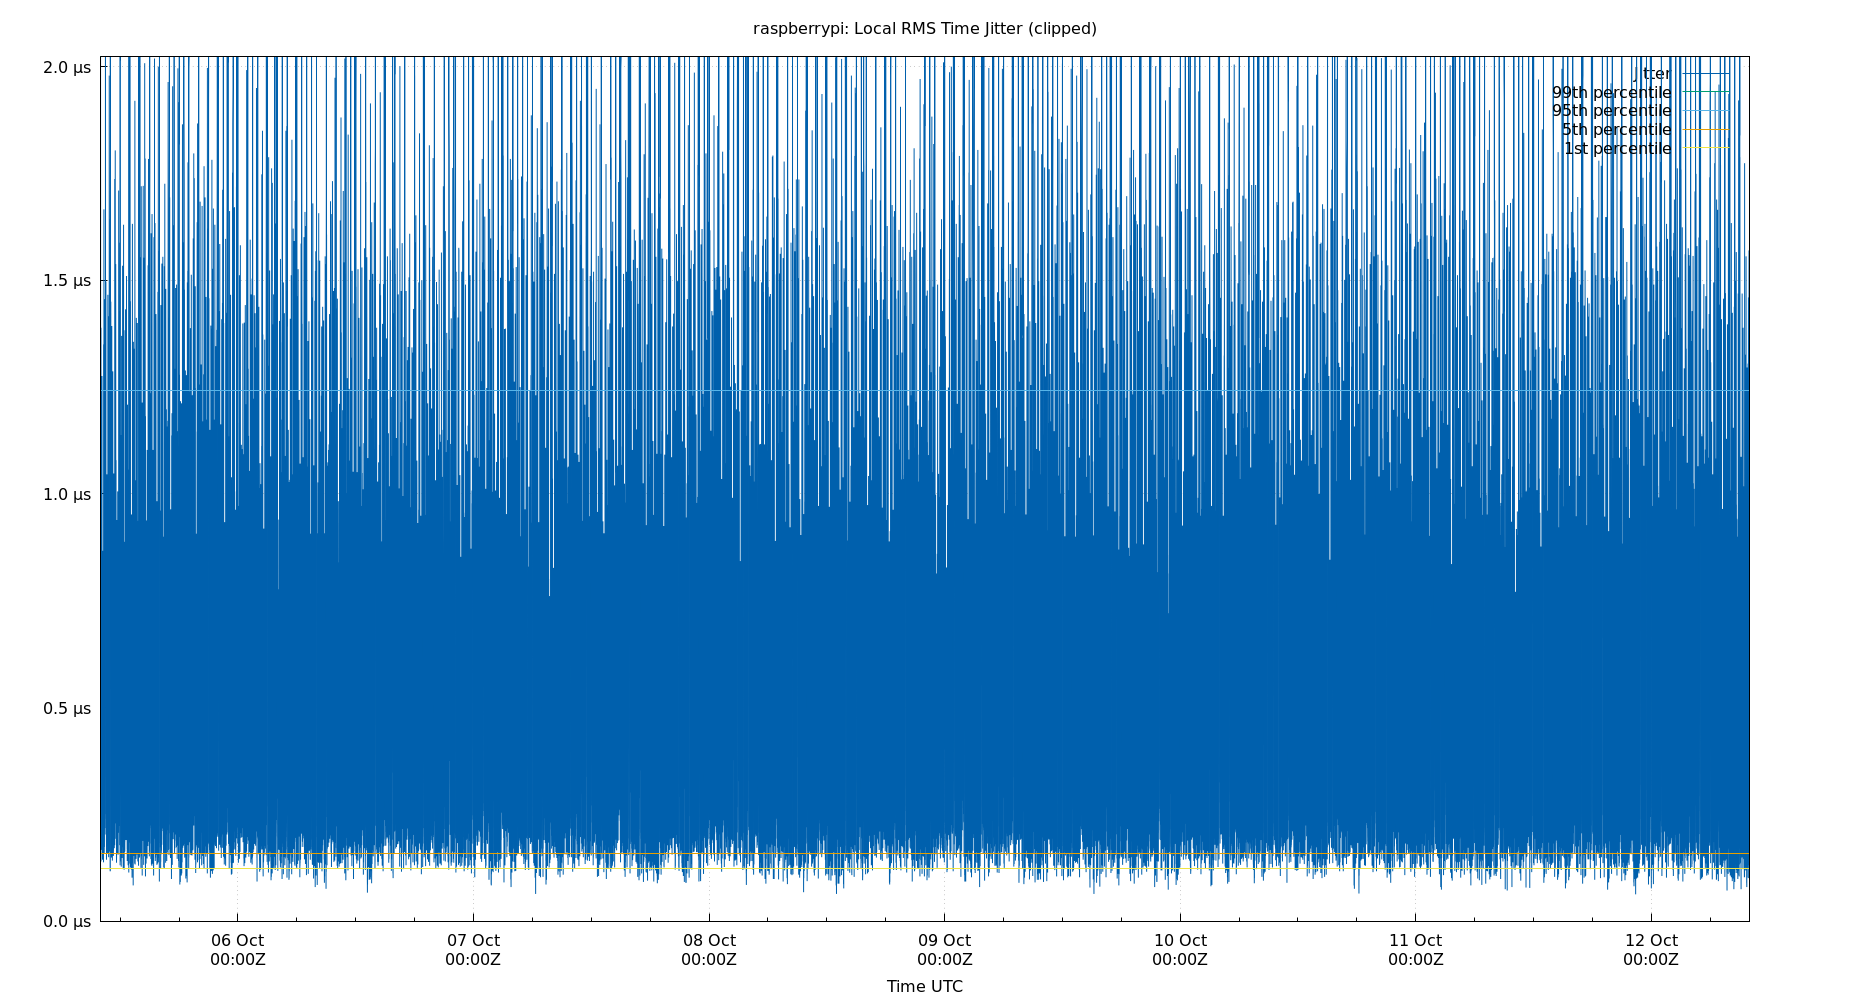 raspberrypi: Local RMS Time Jitter (clipped)
2.0 µs
1.5 µs
1.0 µs
0.5 µs
0.0 µs
jitter
99th percentile
95th percentile
5th percentile
1st percentile
06 Oct
00:00Z
07 Oct
00:00Z
08 Oct
00:00Z
09 Oct
00:00Z
10 Oct
00:00Z
11 Oct
00:00Z
12 Oct
00:00Z
Time UTC